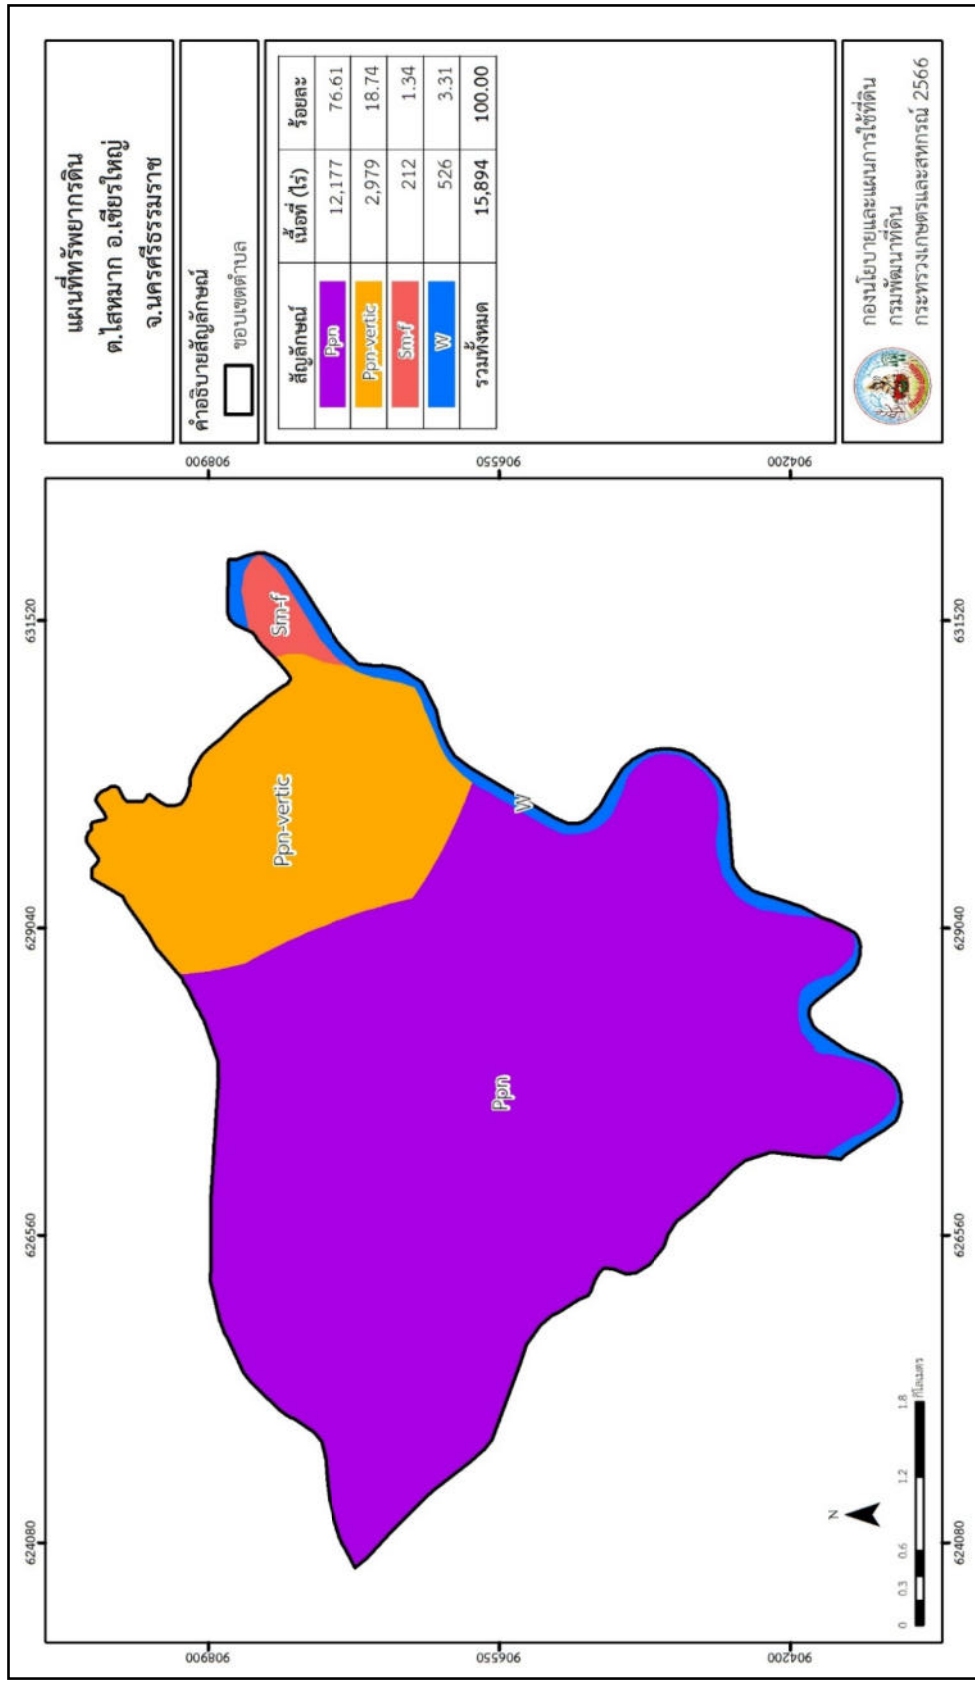 แผนที่ทรัพยากรดิน
ต.ไสหมาก อ.เชียรใหญ่
จ.นครศรีธรรมราช
คำอธิบายสัญลักษณ์
ขอบเขตตำบล
สัญลักษณ์ เนื้อที่ (ไร่) ร้อยละ
Ppn 12,177 76.61
Ppn-vertic 2,979 18.74
Sm-f 212 1.34
W 526 3.31
รวมทั้งหมด 15,894 100.00
กองนโยบายและแผนการใช้ที่ดิน
กรมพัฒนาที่ดิน
กระทรวงเกษตรและสหกรณ์ 2566
624080 626560 629040 631520
908900 908900
Sm-f
Ppn-vertic
W
906550 906550
Ppn
904200 904200
N
0 0.3 0.6 1.2 1.8
กิโลเมตร
624080 626560 629040 631520